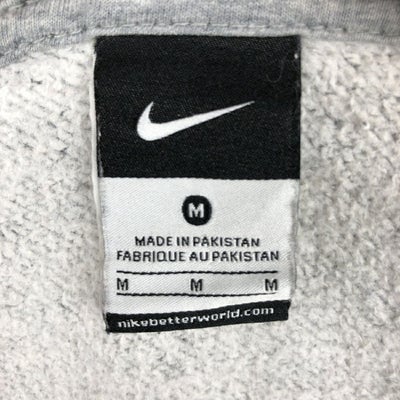 M
MADE IN PAKISTAN
FABRIQUE AU PAKISTAN
M M M
nikebetterworld.com